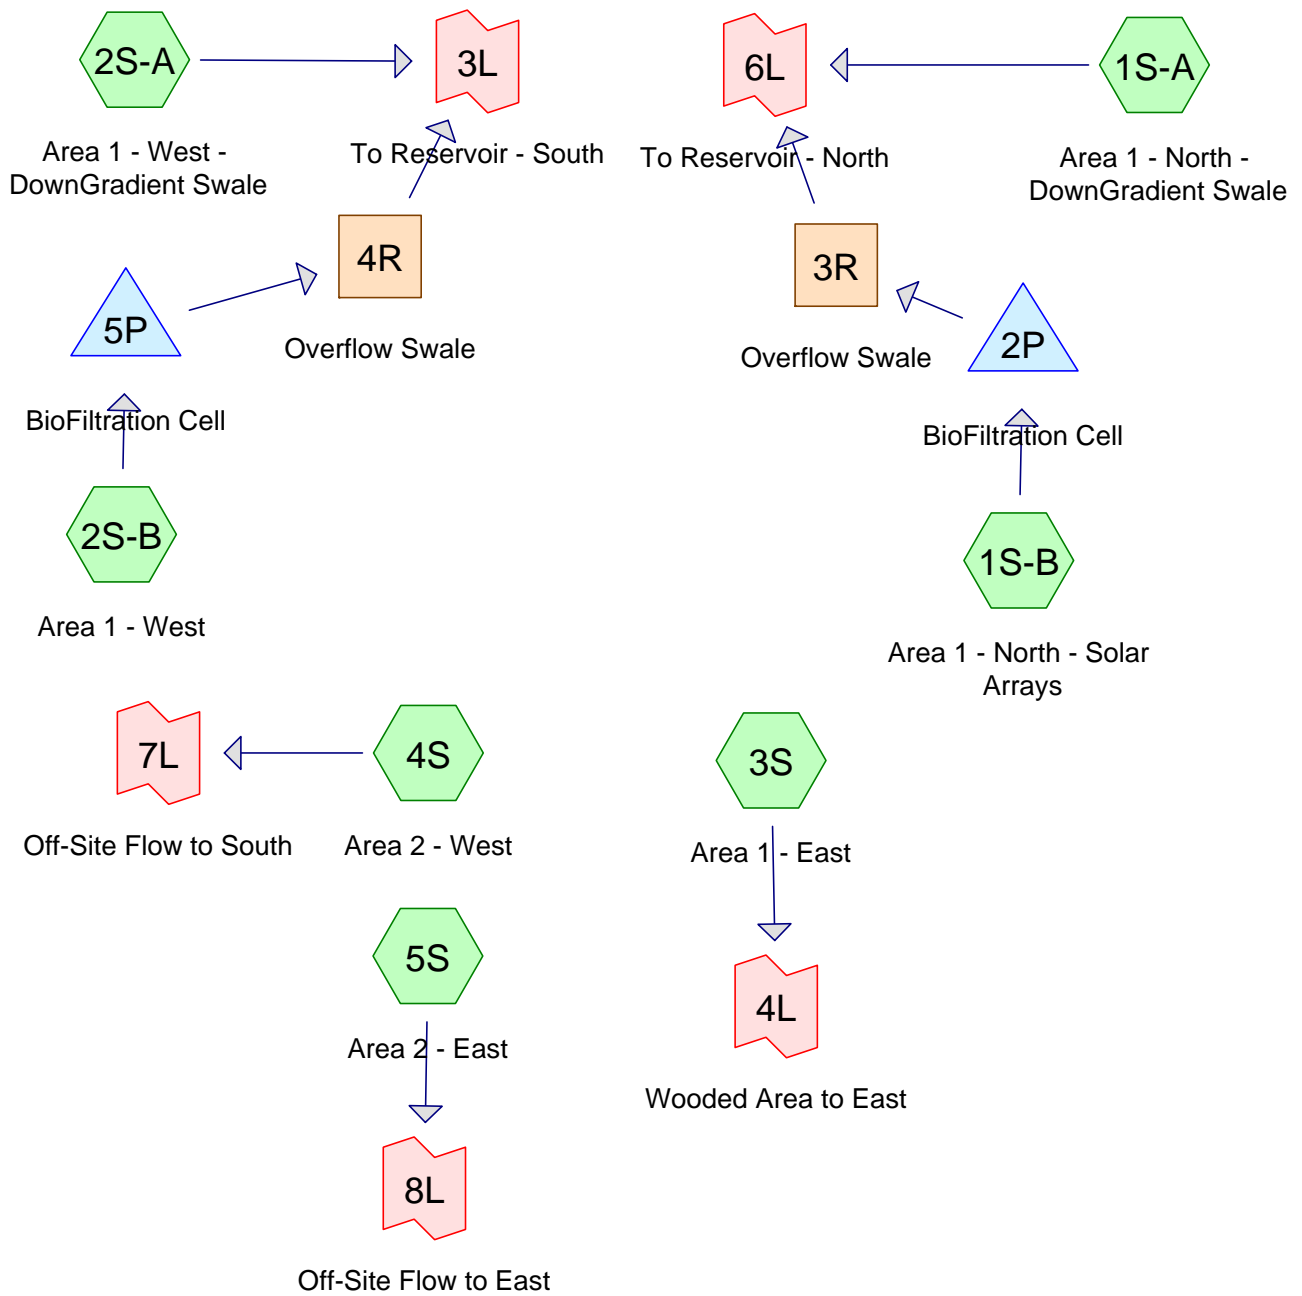 2S-A
3L
6L
1S-A
Area 1 - West -
DownGradient Swale
To Reservoir - South
To Reservoir - North
Area 1 - North -
DownGradient Swale
4R
3R
5P
2P
Overflow Swale
Overflow Swale
BioFiltration Cell
BioFiltration Cell
2S-B
1S-B
Area 1 - West
Area 1 - North - Solar
Arrays
7L
4S
3S
Off-Site Flow to South
Area 2 - West
Area 1 - East
5S
4L
Area 2 - East
Wooded Area to East
8L
Off-Site Flow to East